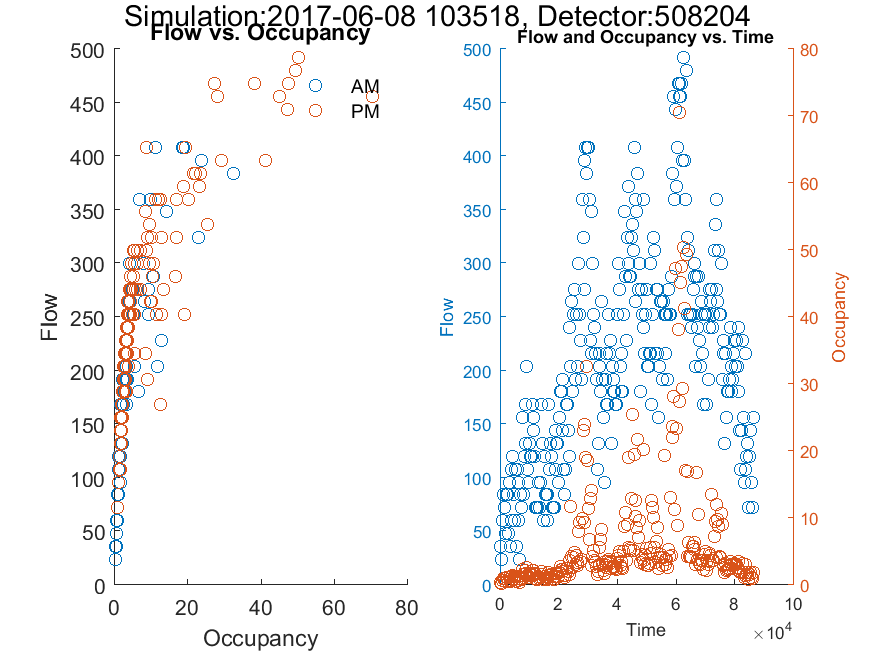 Simulation:2017-06-08 103518, Detector:508204
Flow vs. Occupancy
Flow and Occupancy vs. Time
AM
PM
Flow
500
450
400
350
300
250
200
150
100
50
0
0 20 40 60 80
Occupancy
Flow
500
450
400
350
300
250
200
150
100
50
0
0 2 4 6 8 10
Time
×10⁴
80
70
60
50
40
30
20
10
0
Occupancy